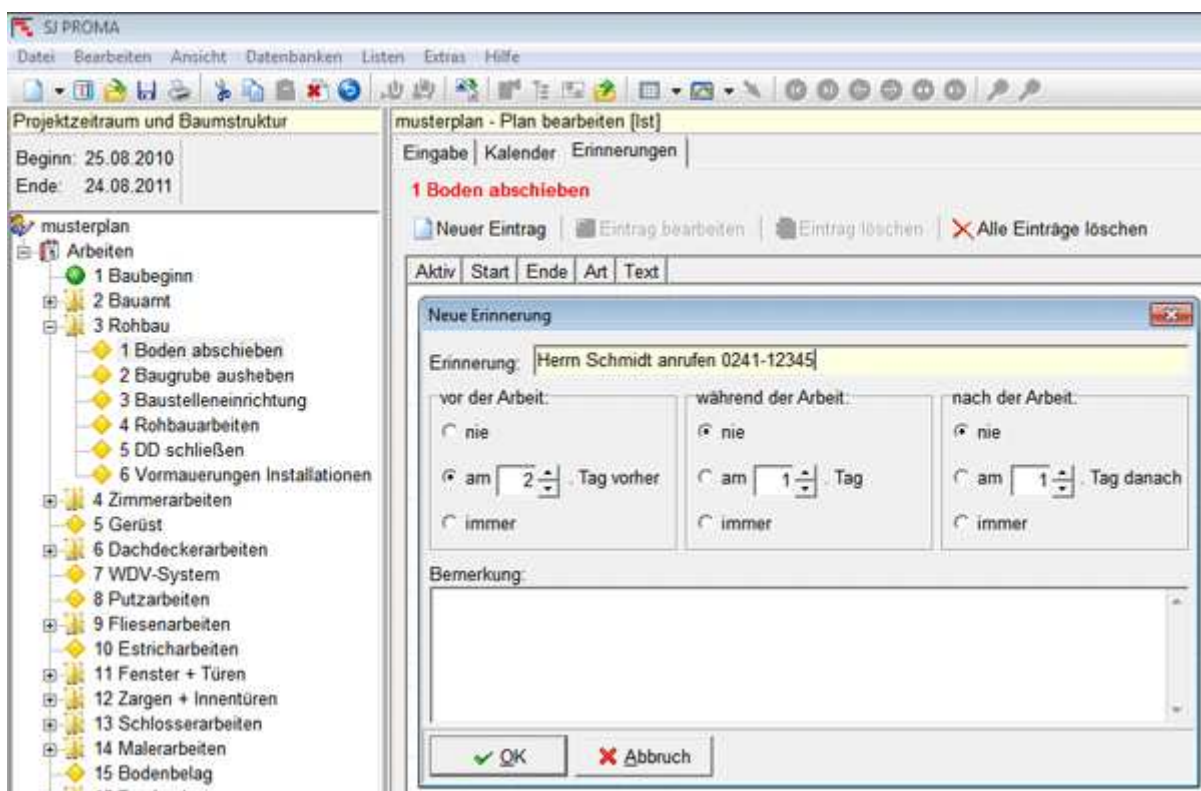 SJ PROMA
Datei Bearbeiten Ansicht Datenbanken Listen Extras Hilfe
Projektzeitraum und Baumstruktur
Beginn: 25.08.2010
Ende: 24.08.2011
musterplan
Arbeiten
1 Baubeginn
2 Bauamt
3 Rohbau
1 Boden abschieben
2 Baugrube ausheben
3 Baustelleneinrichtung
4 Rohbauarbeiten
5 DD schließen
6 Vormauerungen Installationen
4 Zimmerarbeiten
5 Gerüst
6 Dachdeckerarbeiten
7 WDV-System
8 Putzarbeiten
9 Fliesenarbeiten
10 Estricharbeiten
11 Fenster + Türen
12 Zargen + Innentüren
13 Schlosserarbeiten
14 Malerarbeiten
15 Bodenbelag
musterplan - Plan bearbeiten [Ist]
Eingabe Kalender Erinnerungen
1 Boden abschieben
Neuer Eintrag Eintrag bearbeiten Eintrag löschen Alle Einträge löschen
Aktiv Start Ende Art Text
Neue Erinnerung
Erinnerung: Herrn Schmidt anrufen 0241-12345
vor der Arbeit: während der Arbeit: nach der Arbeit:
nie nie nie
am 2 . Tag vorher am 1 . Tag am 1 . Tag danach
immer immer immer
Bemerkung:
OK Abbruch